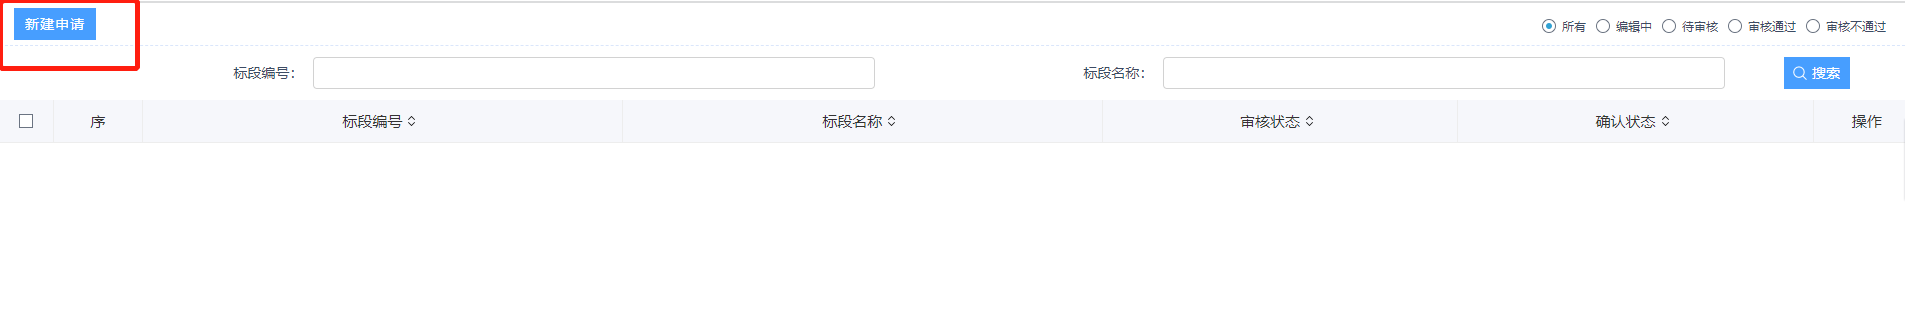 新建申请
所有 编辑中 待审核 审核通过 审核不通过
标段编号： 标段名称： 搜索
序 标段编号 标段名称 审核状态 确认状态 操作